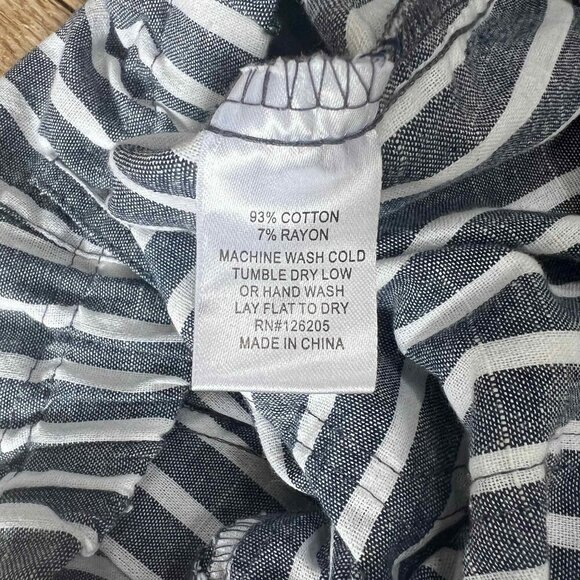 93% COTTON
7% RAYON
MACHINE WASH COLD
TUMBLE DRY LOW
OR HAND WASH
LAY FLAT TO DRY
RN#126205
MADE IN CHINA